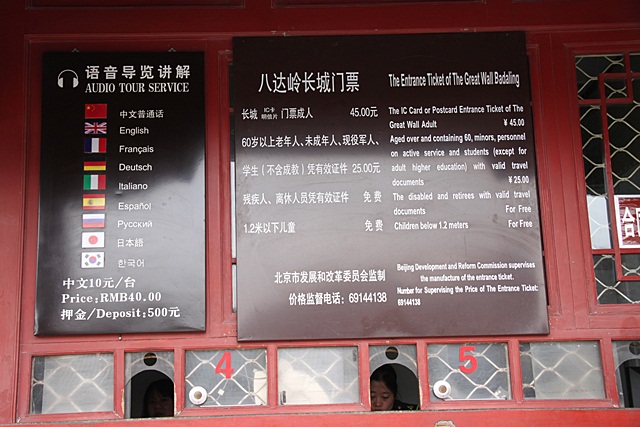 语音导览讲解
AUDIO TOUR SERVICE
中文普通话
English
Français
Deutsch
Italiano
Español
Русский
日本語
한국어
中文10元/台
Price:RMB40.00
押金/Deposit:500元
八达岭长城门票
长城 IC卡 明信片 门票成人 45.00元
60岁以上老年人、未成年人、现役军人、
学生（不含成教）凭有效证件 25.00元
残疾人、离休人员凭有效证件 免费
1.2米以下儿童 免费
北京市发展和改革委员会监制
价格监督电话：69144138
The Entrance Ticket of The Great Wall Badaling
The IC Card or Postcard Entrance Ticket of The
Great Wall Adult ¥ 45.00
Aged over and containing 60, minors, personnel
on active service and students (except for
adult higher education) with valid travel
documents ¥ 25.00
The disabled and retirees with valid travel
documents For Free
Children below 1.2 meters For Free
Beijing Development and Reform Commission supervises
the manufacture of the entrance ticket.
Number for Supervising the Price of The Entrance Ticket:
69144138
4
5